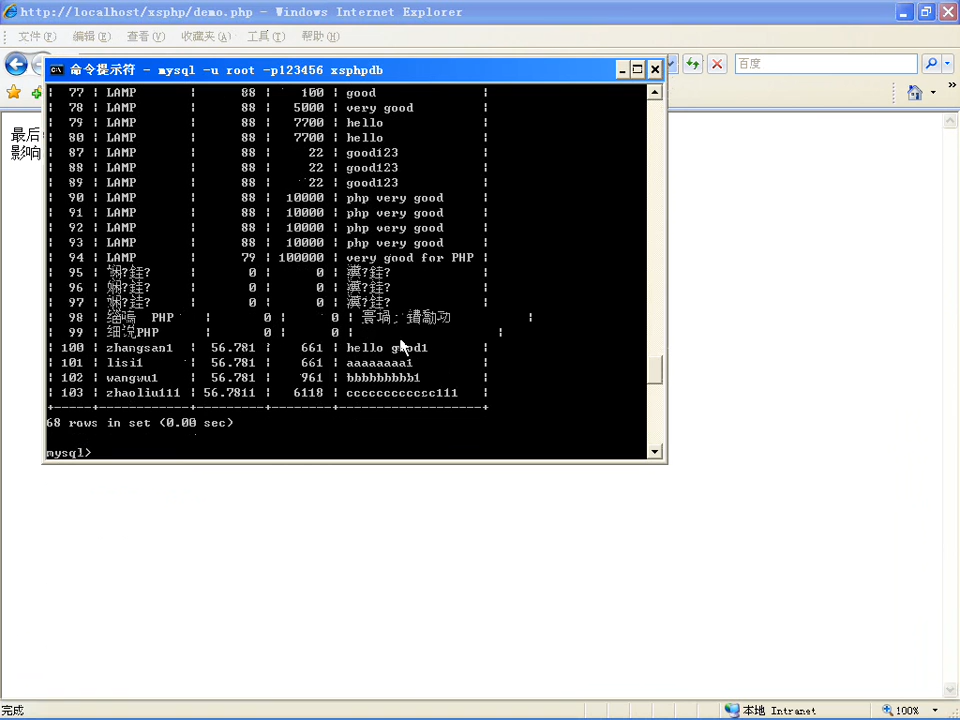 http://localhost/xsphp/demo.php - Windows Internet Explorer
文件(F) 编辑(E) 查看(V) 收藏夹(A) 工具(T) 帮助(H)
命令提示符 - mysql -u root -p123456 xsphpdb
百度
最后
影响
| 77 | LAMP | 88 | 100 | good |
| 78 | LAMP | 88 | 5000 | very good |
| 79 | LAMP | 88 | 7700 | hello |
| 80 | LAMP | 88 | 7700 | hello |
| 87 | LAMP | 88 | 22 | good123 |
| 88 | LAMP | 88 | 22 | good123 |
| 89 | LAMP | 88 | 22 | good123 |
| 90 | LAMP | 88 | 10000 | php very good |
| 91 | LAMP | 88 | 10000 | php very good |
| 92 | LAMP | 88 | 10000 | php very good |
| 93 | LAMP | 88 | 10000 | php very good |
| 94 | LAMP | 79 | 100000 | very good for PHP |
| 95 | 0 | 0 |
| 96 | 0 | 0 |
| 97 | 0 | 0 |
| 98 | PHP | 0 | 0 |
| 99 | 细说PHP | 0 | 0 | |
| 100 | zhangsan1 | 56.781 | 661 | hello good1 |
| 101 | lisi1 | 56.781 | 661 | aaaaaaaa1 |
| 102 | wangwu1 | 56.781 | 961 | bbbbbbbbb1 |
| 103 | zhaoliu111 | 56.7811 | 6118 | cccccccccccc111 |
+-----+------------+---------+--------+-------------------+
68 rows in set (0.00 sec)
mysql>
完成
本地 Intranet
100%